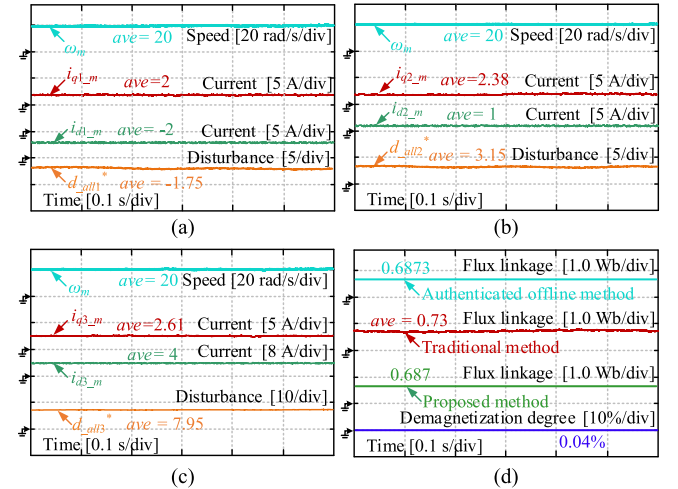 ave = 20 Speed [20 rad/s/div]
ω_m
i_q1_m ave=2 Current [5 A/div]
i_d1_m ave= -2 Current [5 A/div]
Disturbance [5/div]
d_all1* ave = -1.75
Time [0.1 s/div]
(a)
ave = 20 Speed [20 rad/s/div]
ω_m
i_q2_m ave=2.38 Current [5 A/div]
i_d2_m ave= 1 Current [5 A/div]
d_all2* ave = 3.15 Disturbance [5/div]
Time [0.1 s/div]
(b)
ave = 20 Speed [20 rad/s/div]
ω_m
i_q3_m ave=2.61 Current [5 A/div]
Current [8 A/div]
i_d3_m ave= 4
Disturbance [10/div]
d_all3* ave = 7.95
Time [0.1 s/div]
(c)
0.6873 Flux linkage [1.0 Wb/div]
Authenticated offline method
ave = 0.73 Flux linkage [1.0 Wb/div]
Traditional method
0.687 Flux linkage [1.0 Wb/div]
Proposed method
Demagnetization degree [10%/div]
Time [0.1 s/div] 0.04%
(d)